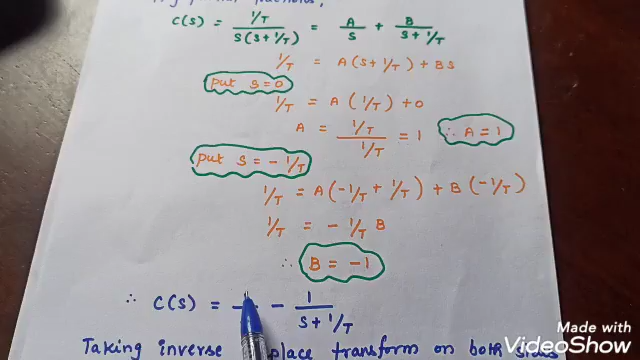 C(S) = 1/T / S(S+1/T) = A/S + B/S+1/T
1/T = A(S+1/T) + BS
Put S=0
1/T = A(1/T) + 0
A = 1/T / 1/T = 1 ∴ A = 1
Put S = -1/T
1/T = A(-1/T + 1/T) + B(-1/T)
1/T = - 1/T B
∴ B = -1
∴ C(S) = - 1/S+1/T
Taking inverse place transform on both
Made with
VideoShow